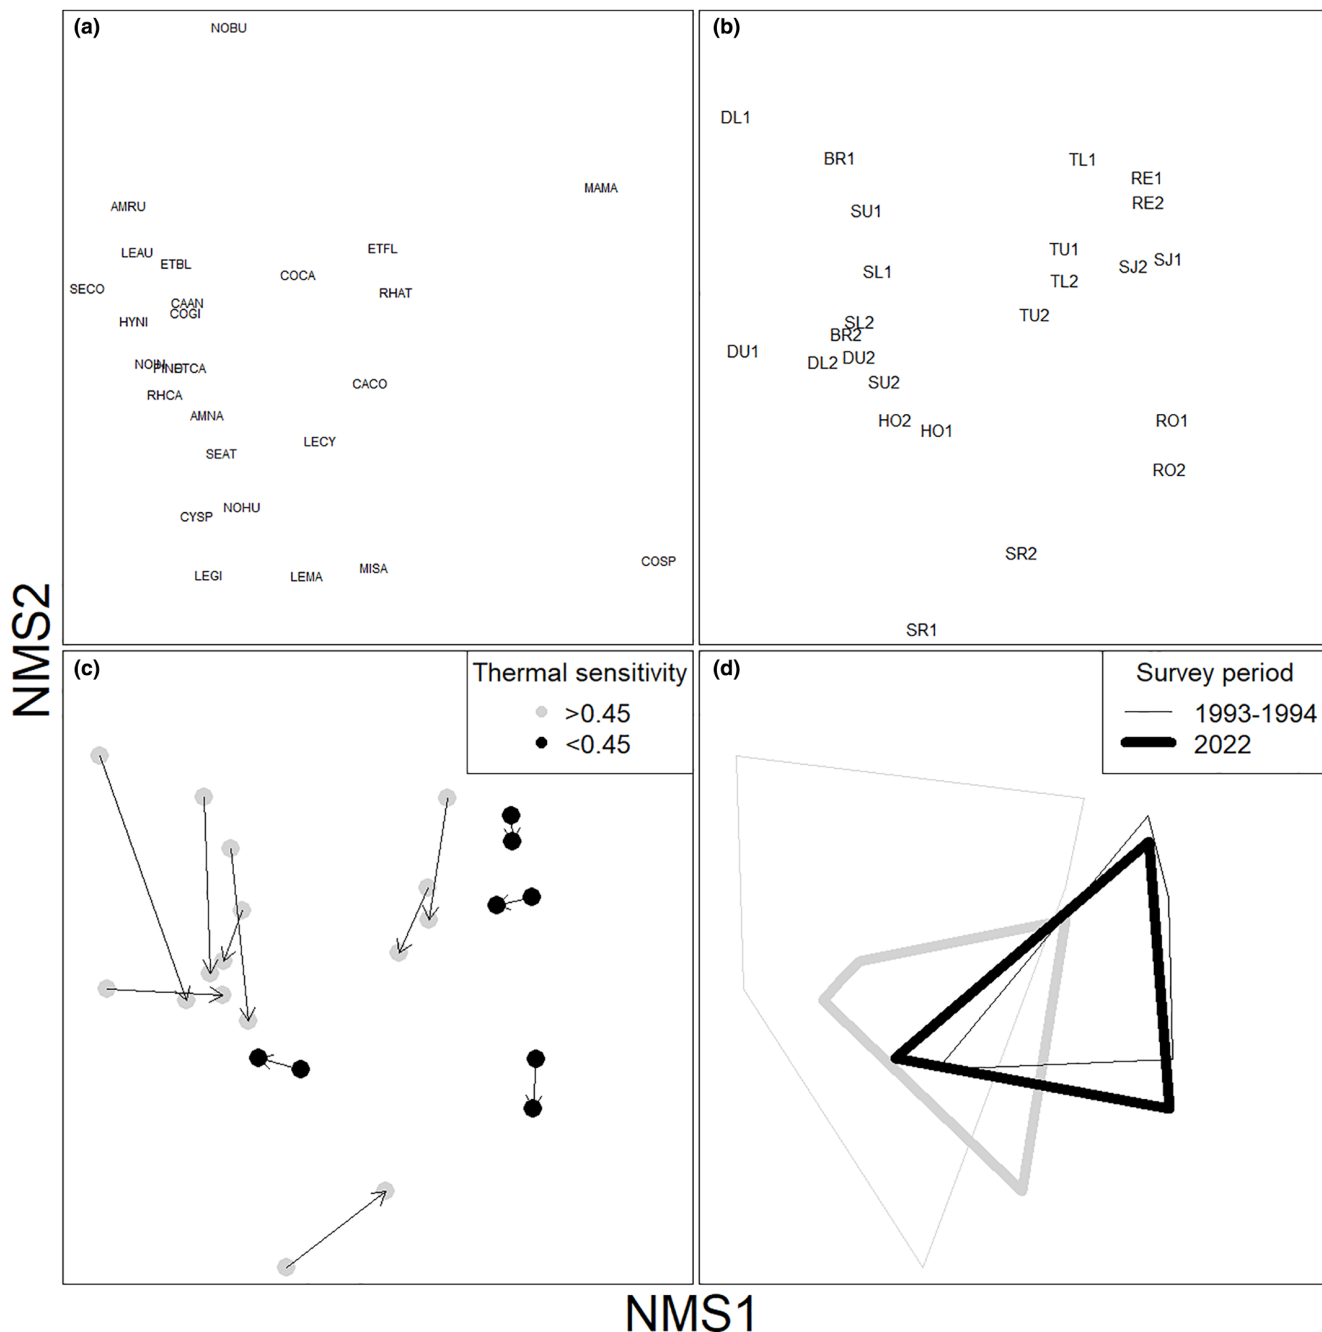 (a)
NOBU
MAMA
AMRU
LEAU
ETBL
ETFL
COCA
SECO
RHAT
CAAN
COGI
HYNI
NOIN
ETCA
CACO
RHCA
AMNA
LECY
SEAT
NOHU
CYSP
COSP
MISA
LEGI
LEMA
(b)
DL1
BR1
TL1
RE1
RE2
SU1
TU1
SJ1
SJ2
SL1
TL2
TU2
SL2
BR2
DU1
DU2
DL2
SU2
HO2
HO1
RO1
RO2
SR2
SR1
NMS2
(c)
Thermal sensitivity
>0.45
<0.45
(d)
Survey period
1993-1994
2022
NMS1